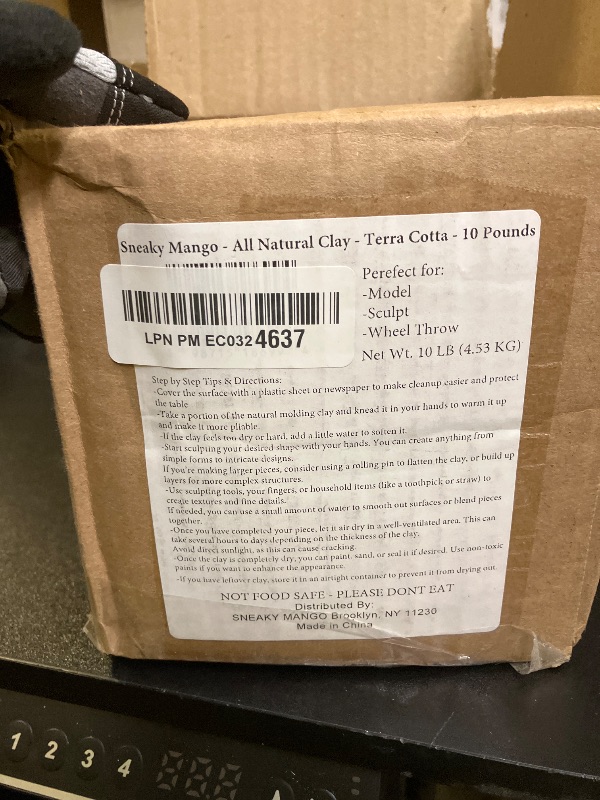 Sneaky Mango - All Natural Clay - Terra Cotta - 10 Pounds
LPN PM EC032 4637
Perefect for:
-Model
-Sculpt
-Wheel Throw
Net Wt. 10 LB (4.53 KG)
Step by Step Tips & Directions:
-Cover the surface with a plastic sheet or newspaper to make cleanup easier and protect
the table
-Take a portion of the natural molding clay and knead it in your hands to warm it up
and make it more pliable
-If the clay feels too dry or hard, add a little water to soften it.
-Start sculpting your desired shape with your hands. You can create anything from
simple forms to intricate designs.
If you're making larger pieces, consider using a rolling pin to flatten the clay, or build up
layers for more complex structures.
-Use sculpting tools, your fingers, or household items (like a toothpick or straw) to
create textures and fine details.
If needed, you can use a small amount of water to smooth out surfaces or blend pieces
together.
-Once you have completed your piece, let it air dry in a well-ventilated area. This can
take several hours to days depending on the thickness of the clay.
Avoid direct sunlight, as this can cause cracking.
-Once the clay is completely dry, you can paint, sand, or seal it if desired. Use non-toxic
paints if you want to enhance the appearance.
-If you have leftover clay, store it in an airtight container to prevent it from drying out.
NOT FOOD SAFE - PLEASE DONT EAT
Distributed By:
SNEAKY MANGO Brooklyn, NY 11230
Made in China
1 2 3 4